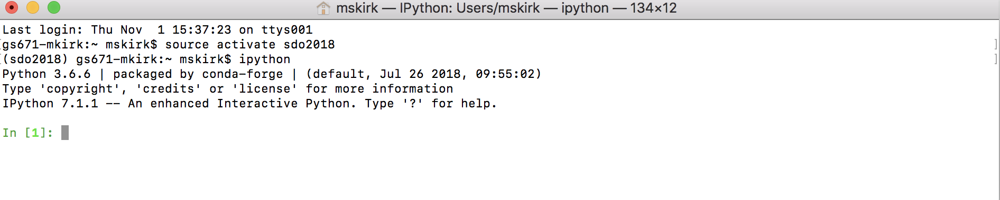 mskirk — IPython: Users/mskirk — ipython — 134×12
Last login: Thu Nov  1 15:37:23 on ttys001
[gs671-mkirk:~ mskirk$ source activate sdo2018 ]
[(sdo2018) gs671-mkirk:~ mskirk$ ipython ]
Python 3.6.6 | packaged by conda-forge | (default, Jul 26 2018, 09:55:02)
Type 'copyright', 'credits' or 'license' for more information
IPython 7.1.1 -- An enhanced Interactive Python. Type '?' for help.
In [1]: